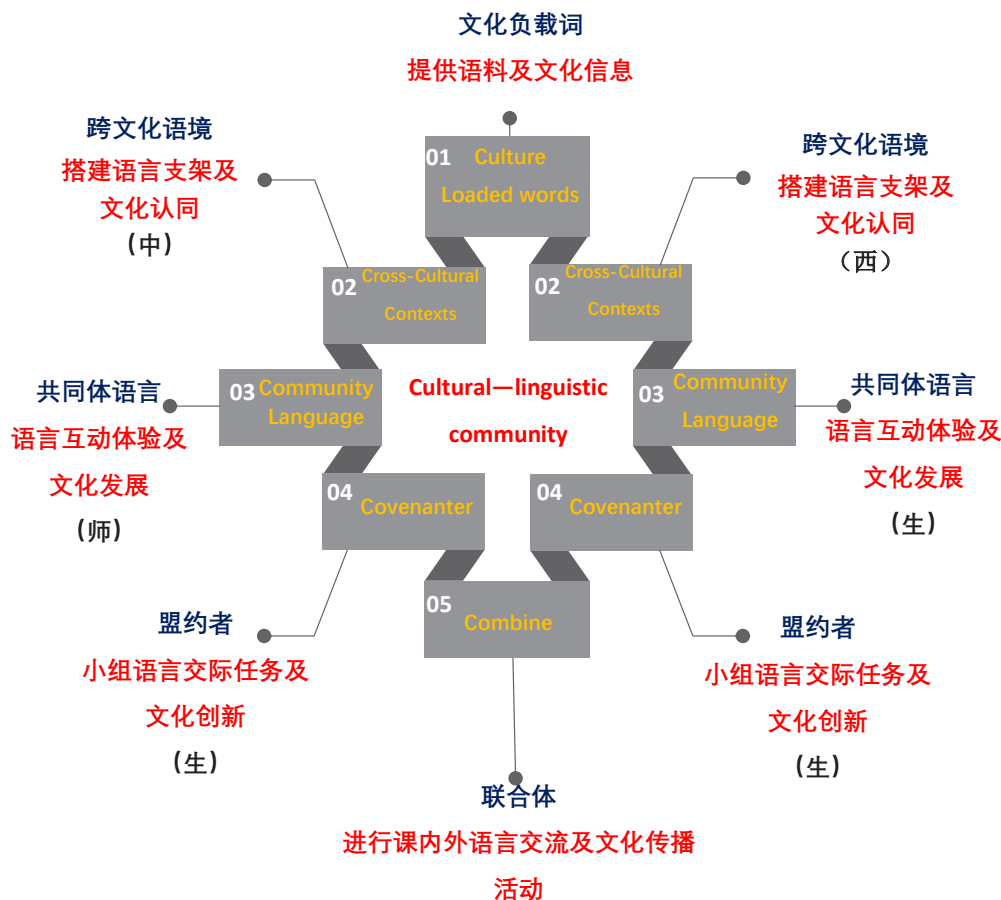 文化负载词
提供语料及文化信息
01 Culture
Loaded words
跨文化语境
搭建语言支架及
文化认同
(中)
跨文化语境
搭建语言支架及
文化认同
（西）
02 Cross-Cultural
Contexts
02 Cross-Cultural
Contexts
共同体语言
语言互动体验及
文化发展
(师)
03 Community
Language
Cultural—linguistic
community
03 Community
Language
共同体语言
语言互动体验及
文化发展
(生)
04 Covenanter
04 Covenanter
盟约者
小组语言交际任务及
文化创新
(生)
05 Combine
盟约者
小组语言交际任务及
文化创新
(生)
联合体
进行课内外语言交流及文化传播
活动